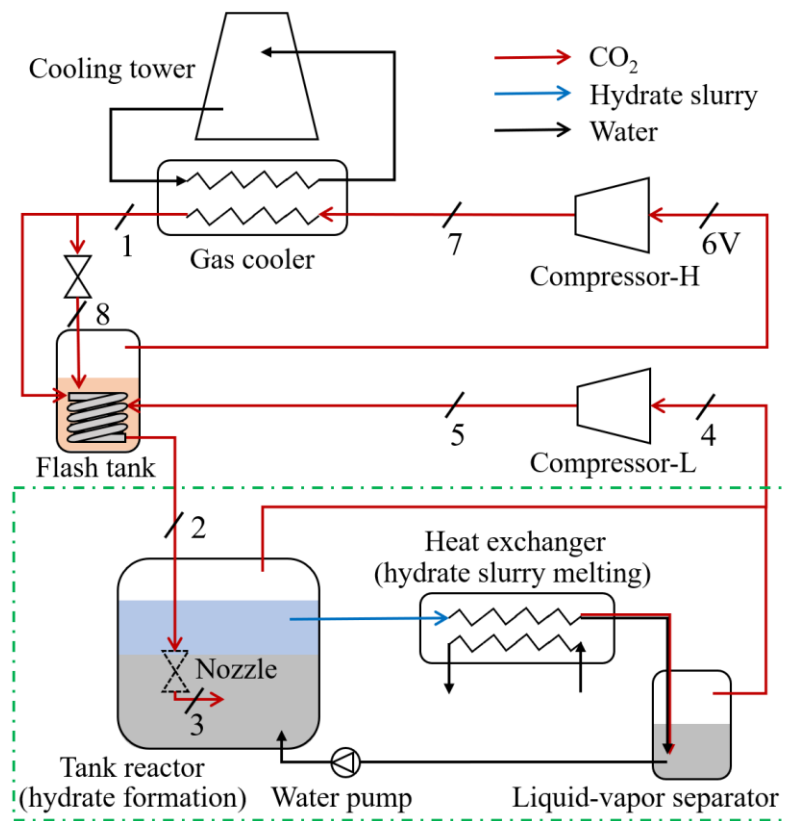 Cooling tower
CO₂
Hydrate slurry
Water
1
Gas cooler
7
Compressor-H
6V
8
5
4
Flash tank
Compressor-L
2
Heat exchanger
(hydrate slurry melting)
Nozzle
3
Tank reactor
(hydrate formation)
Water pump
Liquid-vapor separator